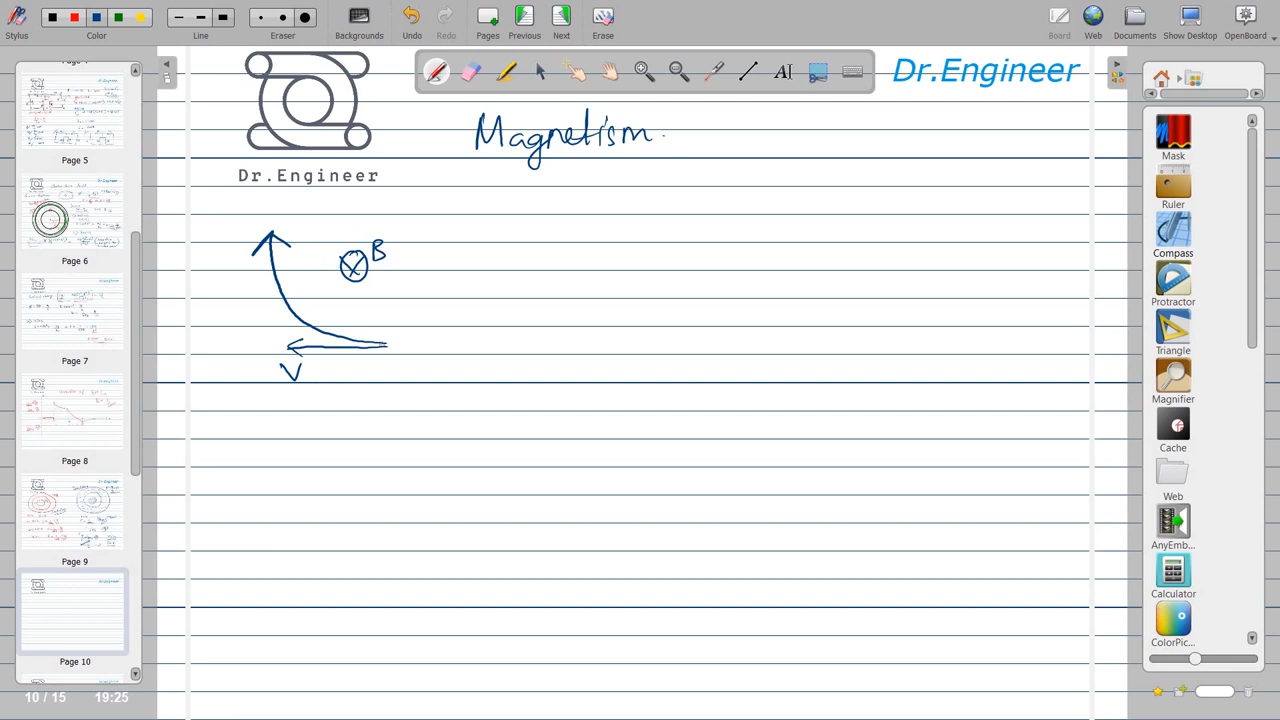 Stylus
Color
Line
Eraser
Backgrounds
Undo
Redo
Pages
Previous
Next
Erase
Board
Web
Documents
Show Desktop
OpenBoard
Dr.Engineer
Magnetism.
Dr.Engineer
B
V
Page 5
Page 6
Page 7
Page 8
Page 9
Page 10
10 / 15
19:25
Mask
Ruler
Compass
Protractor
Triangle
Magnifier
Cache
Web
AnyEmb...
Calculator
ColorPic...